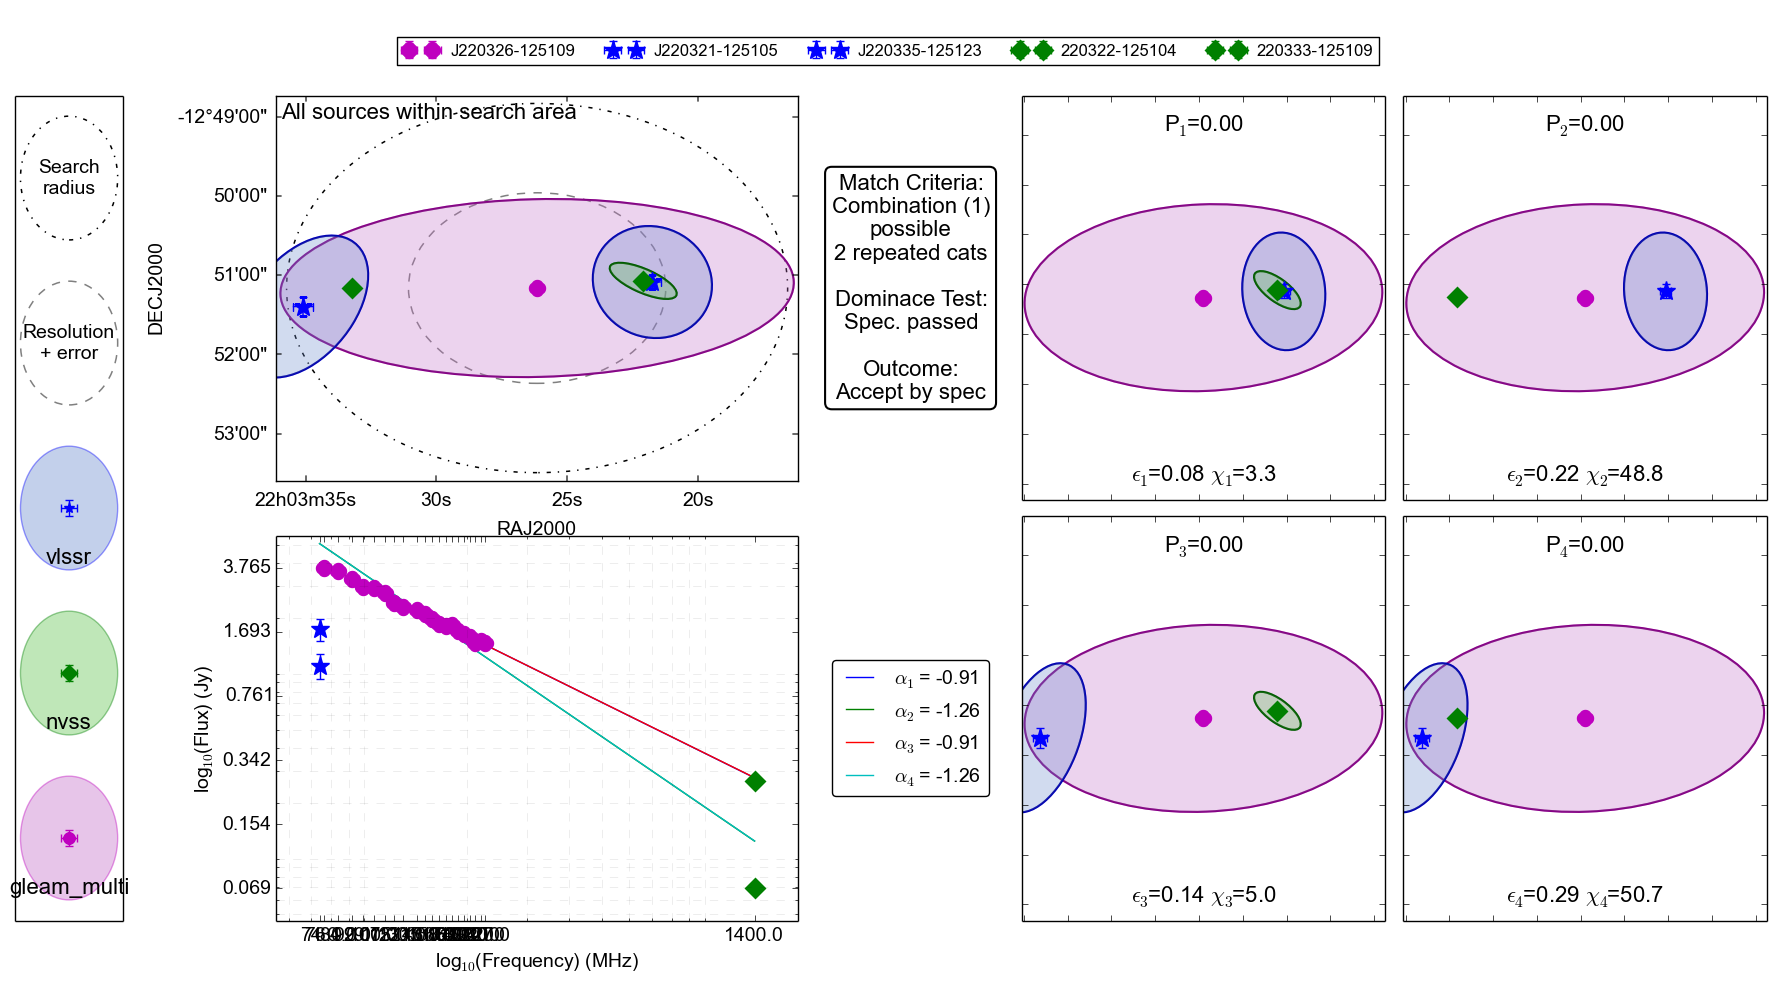 J220326-125109 J220321-125105 J220335-125123 220322-125104 220333-125109
Search
radius
Resolution
+ error
vlssr
nvss
gleam_multi
All sources within search area
-12°49'00"
50'00"
51'00"
52'00"
53'00"
DECJ2000
22h03m35s 30s 25s 20s
RAJ2000
Match Criteria:
Combination (1)
possible
2 repeated cats
Dominace Test:
Spec. passed
Outcome:
Accept by spec
P1=0.00
ϵ1=0.08 χ1=3.3
P2=0.00
ϵ2=0.22 χ2=48.8
P3=0.00
ϵ3=0.14 χ3=5.0
P4=0.00
ϵ4=0.29 χ4=50.7
3.765
1.693
0.761
0.342
0.154
0.069
log10(Flux) (Jy)
1400.0
log10(Frequency) (MHz)
α1 = -0.91
α2 = -1.26
α3 = -0.91
α4 = -1.26